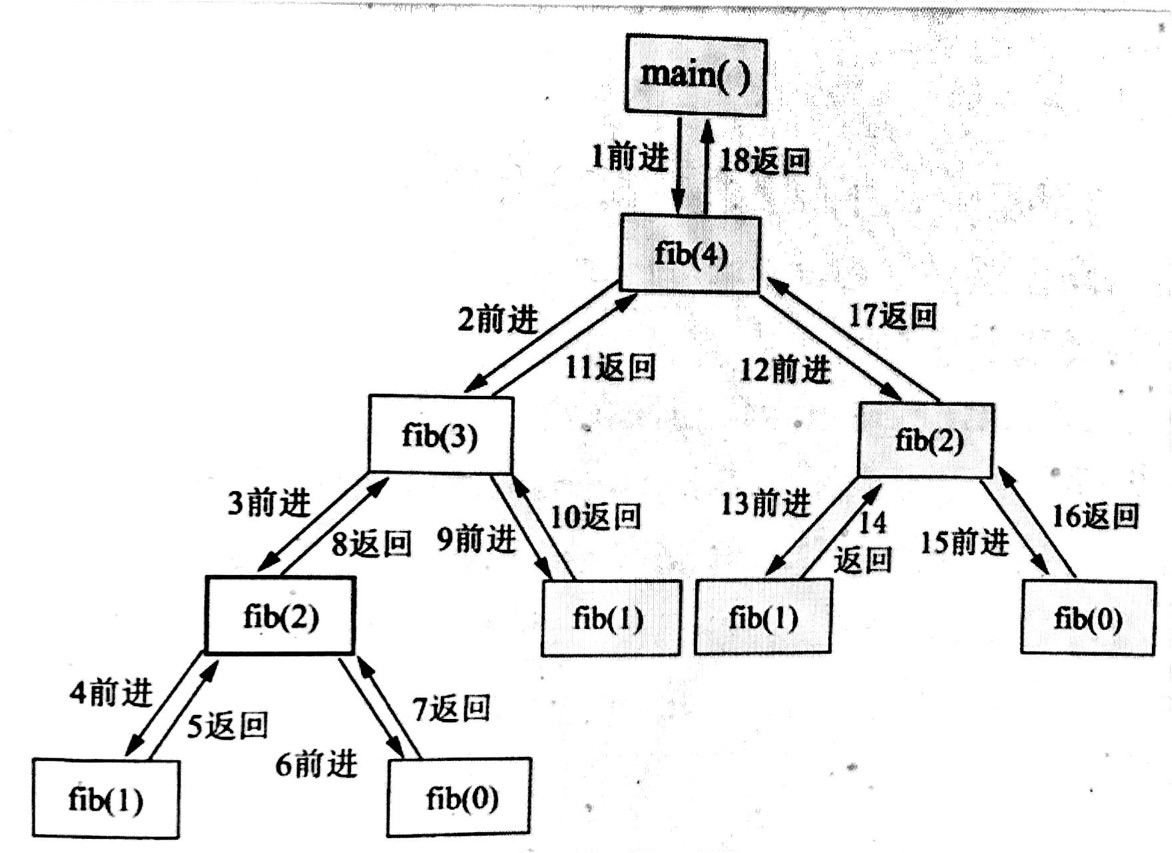 main( )
1前进
18返回
fib(4)
2前进
17返回
11返回
12前进
fib(3)
fib(2)
3前进
8返回
9前进
10返回
13前进
14
返回
15前进
16返回
fib(2)
fib(1)
fib(1)
fib(0)
4前进
5返回
6前进
7返回
fib(1)
fib(0)